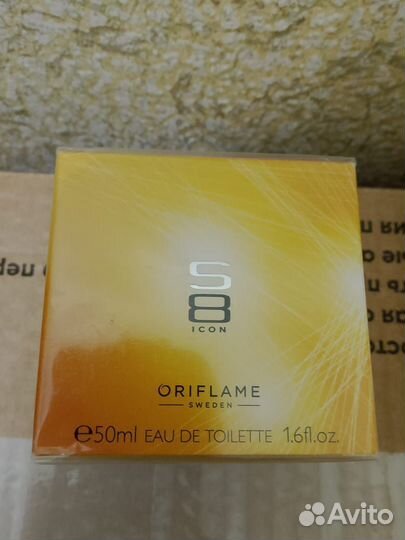 S8
ICON
ORIFLAME
SWEDEN
℮50ml EAU DE TOILETTE 1.6fl.oz.
Avito